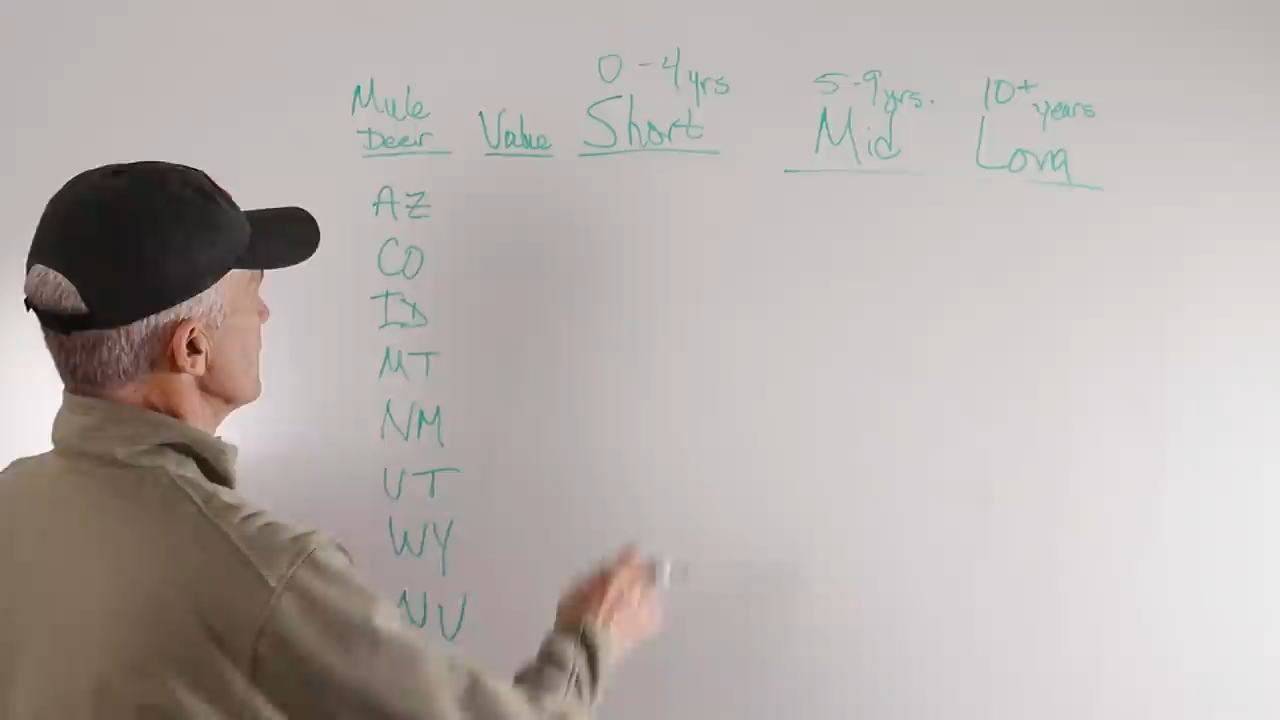 0 - 4 yrs
5-9 yrs.
10+ years
Mule Deer
Value
Short
Mid
Long
AZ
CO
ID
MT
NM
UT
WY
NV